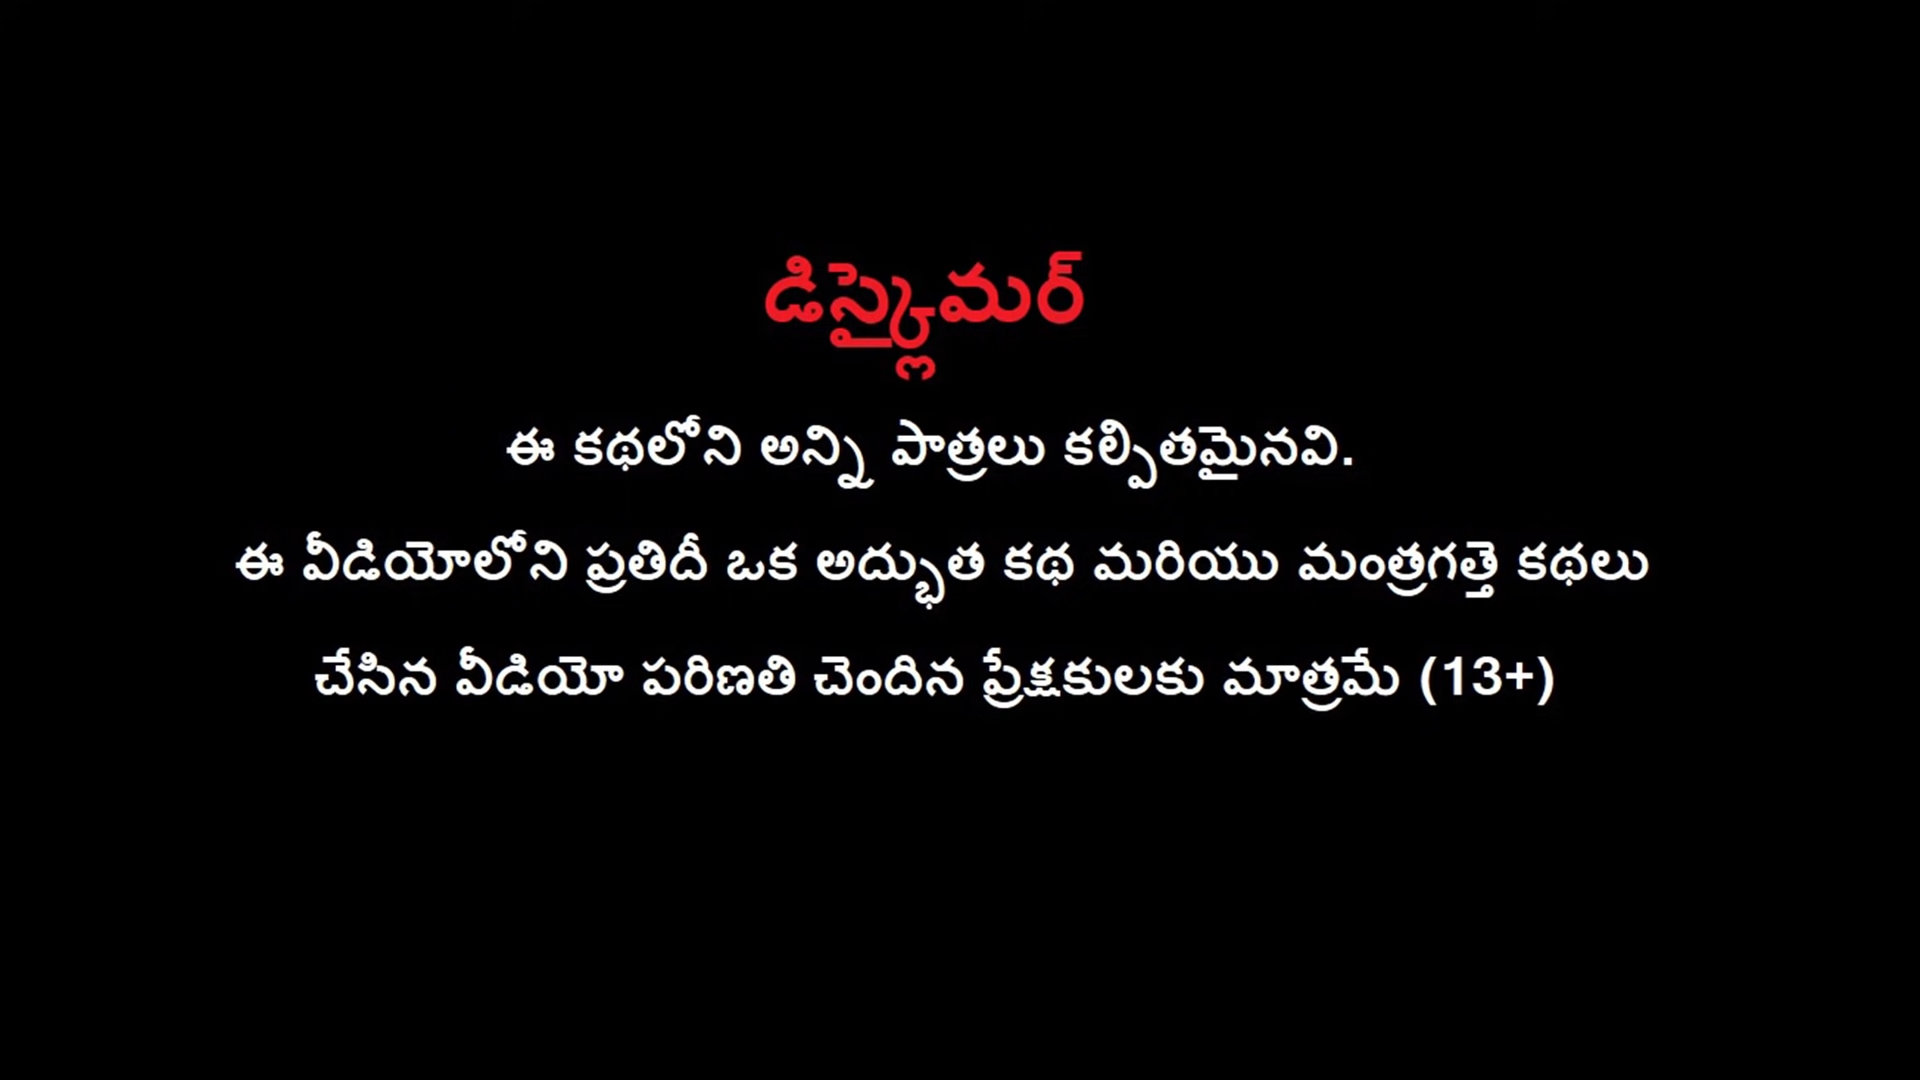 డిస్క్లైమర్
ఈ కథలోని అన్ని పాత్రలు కల్పితమైనవి.
ఈ వీడియోలోని ప్రతిదీ ఒక అద్భుత కథ మరియు మంత్రగత్తె కథలు
చేసిన వీడియో పరిణతి చెందిన ప్రేక్షకులకు మాత్రమే (13+)